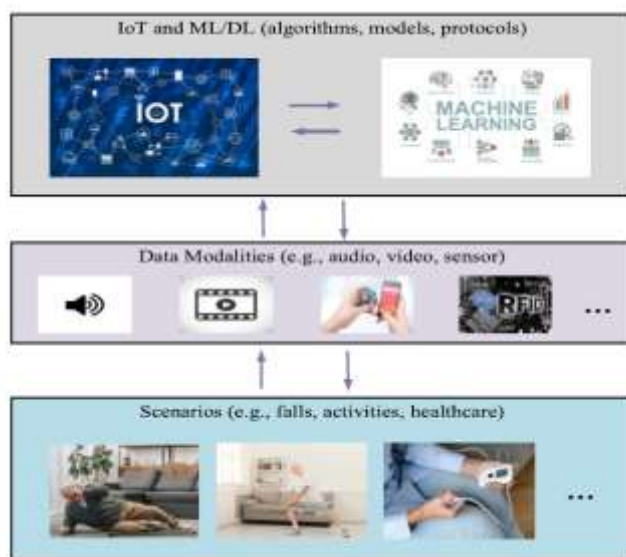 IoT and ML/DL (algorithms, models, protocols)
IOT
MACHINE
LEARNING
Data Modalities (e.g., audio, video, sensor)
RFID
...
Scenarios (e.g., falls, activities, healthcare)
...